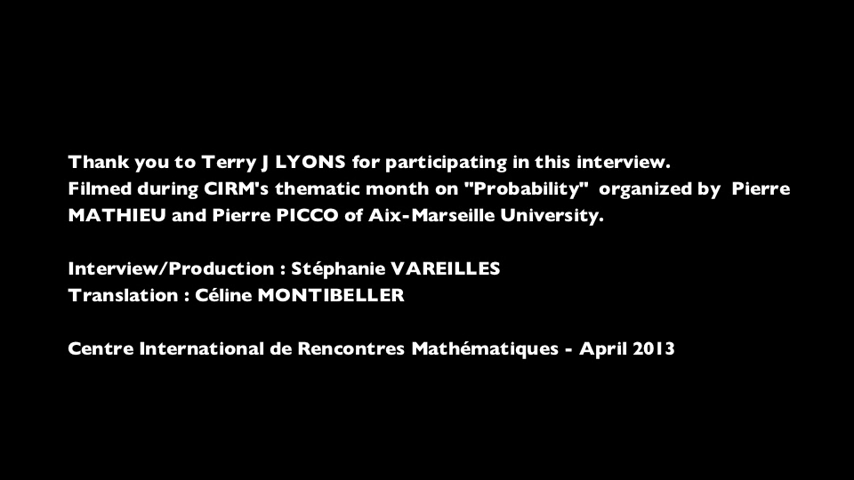 Thank you to Terry J LYONS for participating in this interview.
Filmed during CIRM's thematic month on "Probability"  organized by  Pierre
MATHIEU and Pierre PICCO of Aix-Marseille University.
Interview/Production : Stéphanie VAREILLES
Translation : Céline MONTIBELLER
Centre International de Rencontres Mathématiques - April 2013